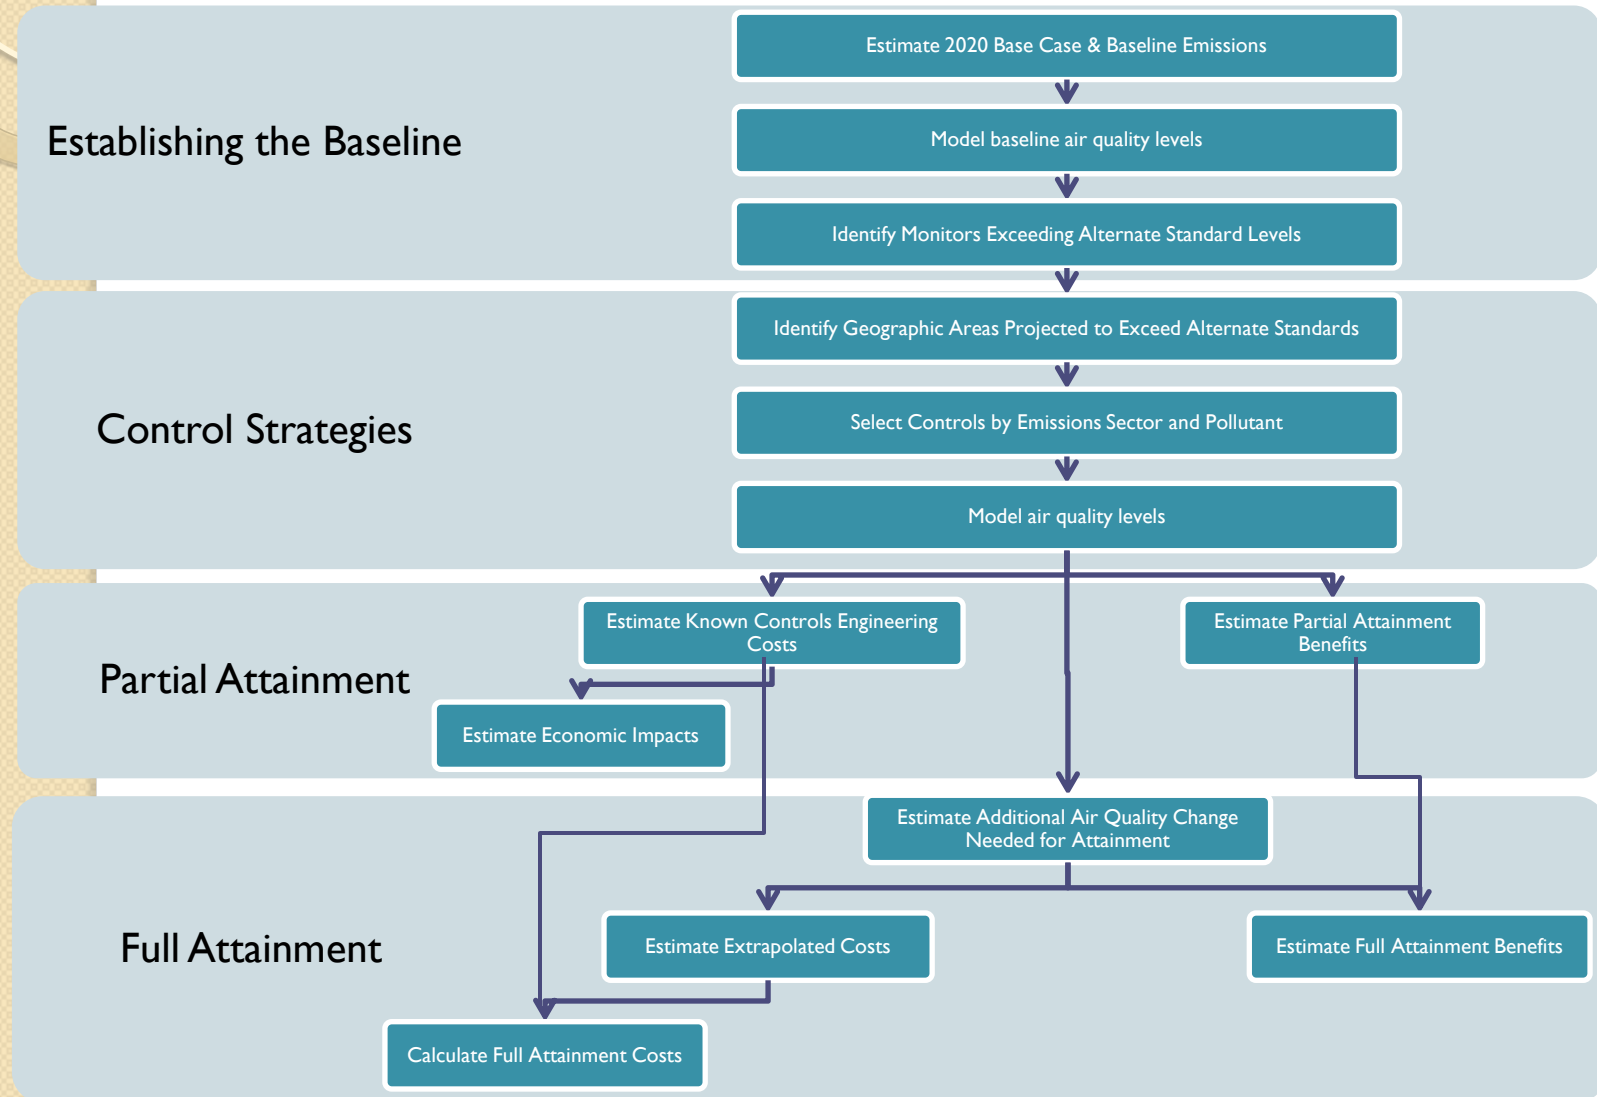 Establishing the Baseline
Estimate 2020 Base Case & Baseline Emissions
Model baseline air quality levels
Identify Monitors Exceeding Alternate Standard Levels
Control Strategies
Identify Geographic Areas Projected to Exceed Alternate Standards
Select Controls by Emissions Sector and Pollutant
Model air quality levels
Partial Attainment
Estimate Known Controls Engineering
Costs
Estimate Partial Attainment
Benefits
Estimate Economic Impacts
Full Attainment
Estimate Additional Air Quality Change
Needed for Attainment
Estimate Extrapolated Costs
Estimate Full Attainment Benefits
Calculate Full Attainment Costs